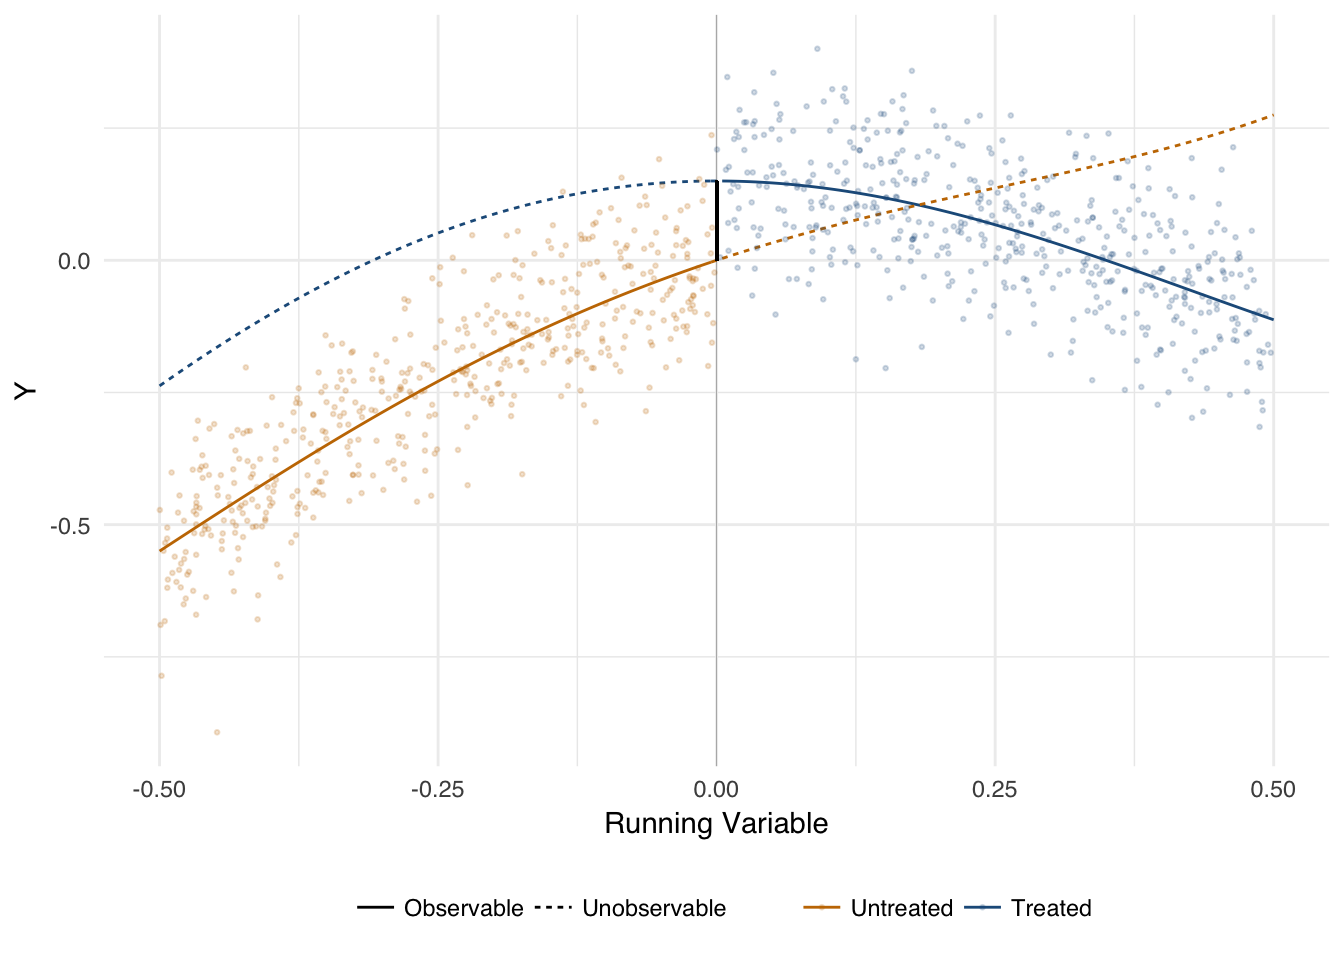 Y
0.0
-0.5
-0.50 -0.25 0.00 0.25 0.50
Running Variable
Observable Unobservable Untreated Treated